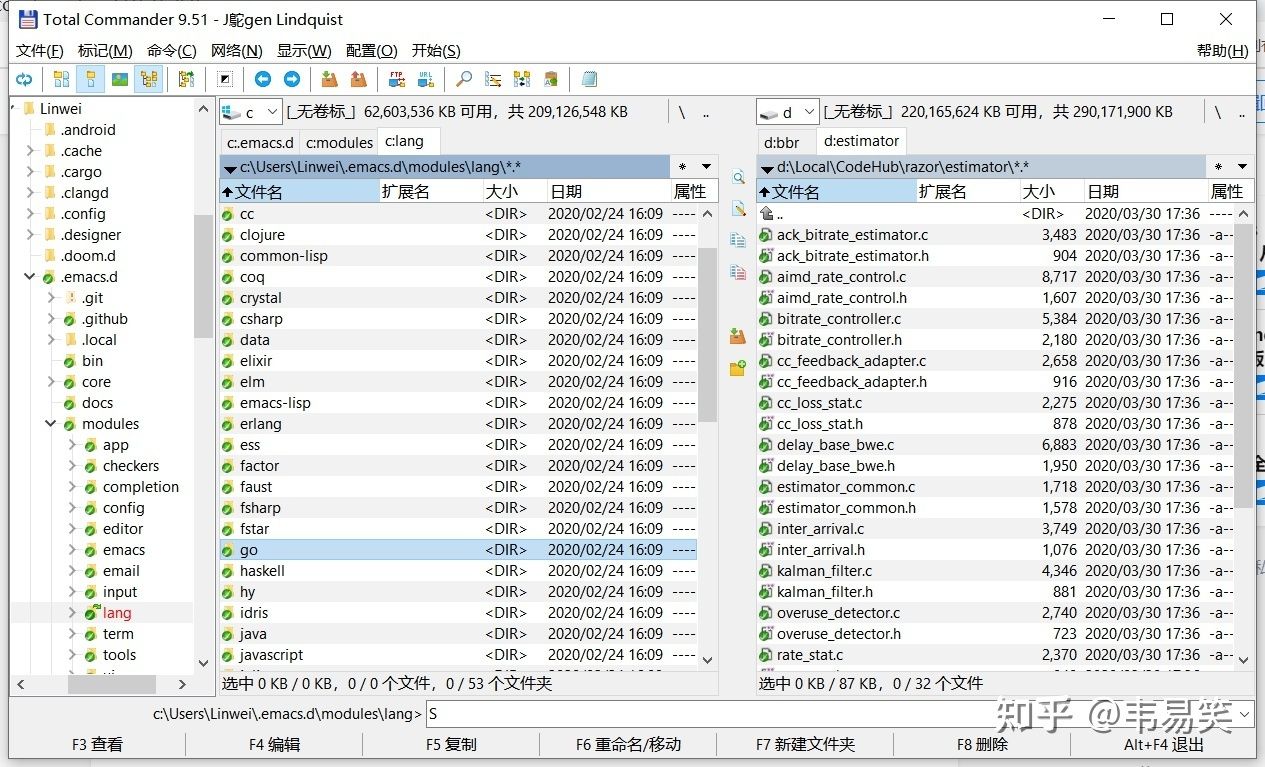 Total Commander 9.51 - J鴕gen Lindquist
文件(F) 标记(M) 命令(C) 网络(N) 显示(W) 配置(O) 开始(S) 帮助(H)
FTP URL
Linwei
.android
.cache
.cargo
.clangd
.config
.designer
.doom.d
.emacs.d
.git
.github
.local
bin
core
docs
modules
app
checkers
completion
config
editor
emacs
email
input
lang
term
tools
c [_无卷标_] 62,603,536 KB 可用，共 209,126,548 KB \ ..
c:.emacs.d c:modules c:lang
c:\Users\Linwei\.emacs.d\modules\lang\*.* *
文件名 扩展名 大小 日期 属性
cc <DIR> 2020/02/24 16:09 ----
clojure <DIR> 2020/02/24 16:09 ----
common-lisp <DIR> 2020/02/24 16:09 ----
coq <DIR> 2020/02/24 16:09 ----
crystal <DIR> 2020/02/24 16:09 ----
csharp <DIR> 2020/02/24 16:09 ----
data <DIR> 2020/02/24 16:09 ----
elixir <DIR> 2020/02/24 16:09 ----
elm <DIR> 2020/02/24 16:09 ----
emacs-lisp <DIR> 2020/02/24 16:09 ----
erlang <DIR> 2020/02/24 16:09 ----
ess <DIR> 2020/02/24 16:09 ----
factor <DIR> 2020/02/24 16:09 ----
faust <DIR> 2020/02/24 16:09 ----
fsharp <DIR> 2020/02/24 16:09 ----
fstar <DIR> 2020/02/24 16:09 ----
go <DIR> 2020/02/24 16:09 ----
haskell <DIR> 2020/02/24 16:09 ----
hy <DIR> 2020/02/24 16:09 ----
idris <DIR> 2020/02/24 16:09 ----
java <DIR> 2020/02/24 16:09 ----
javascript <DIR> 2020/02/24 16:09 ----
选中 0 KB / 0 KB，0 / 0 个文件，0 / 53 个文件夹
d [_无卷标_] 220,165,624 KB 可用，共 290,171,900 KB \ ..
d:bbr d:estimator
d:\Local\CodeHub\razor\estimator\*.* *
文件名 扩展名 大小 日期 属性
.. <DIR> 2020/03/30 17:36 ----
ack_bitrate_estimator.c 3,483 2020/03/30 17:36 -a--
ack_bitrate_estimator.h 904 2020/03/30 17:36 -a--
aimd_rate_control.c 8,717 2020/03/30 17:36 -a--
aimd_rate_control.h 1,607 2020/03/30 17:36 -a--
bitrate_controller.c 5,384 2020/03/30 17:36 -a--
bitrate_controller.h 2,180 2020/03/30 17:36 -a--
cc_feedback_adapter.c 2,658 2020/03/30 17:36 -a--
cc_feedback_adapter.h 916 2020/03/30 17:36 -a--
cc_loss_stat.c 2,275 2020/03/30 17:36 -a--
cc_loss_stat.h 878 2020/03/30 17:36 -a--
delay_base_bwe.c 6,883 2020/03/30 17:36 -a--
delay_base_bwe.h 1,950 2020/03/30 17:36 -a--
estimator_common.c 1,718 2020/03/30 17:36 -a--
estimator_common.h 1,578 2020/03/30 17:36 -a--
inter_arrival.c 3,749 2020/03/30 17:36 -a--
inter_arrival.h 1,076 2020/03/30 17:36 -a--
kalman_filter.c 4,346 2020/03/30 17:36 -a--
kalman_filter.h 881 2020/03/30 17:36 -a--
overuse_detector.c 2,740 2020/03/30 17:36 -a--
overuse_detector.h 723 2020/03/30 17:36 -a--
rate_stat.c 2,370 2020/03/30 17:36 -a--
选中 0 KB / 87 KB，0 / 32 个文件
c:\Users\Linwei\.emacs.d\modules\lang> S
知乎 @韦易笑
F3 查看 F4 编辑 F5 复制 F6 重命名/移动 F7 新建文件夹 F8 删除 Alt+F4 退出